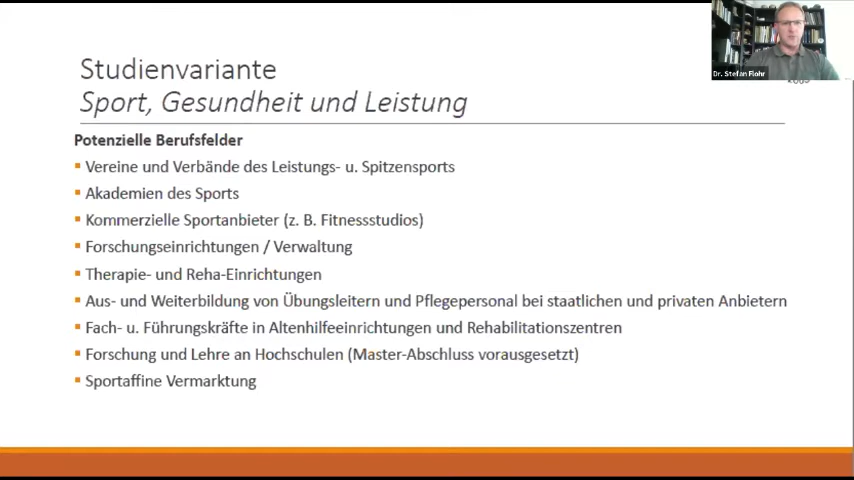 Studienvariante
Sport, Gesundheit und Leistung
Dr. Stefan Flohr
Potenzielle Berufsfelder
Vereine und Verbände des Leistungs- u. Spitzensports
Akademien des Sports
Kommerzielle Sportanbieter (z. B. Fitnessstudios)
Forschungseinrichtungen / Verwaltung
Therapie- und Reha-Einrichtungen
Aus- und Weiterbildung von Übungsleitern und Pflegepersonal bei staatlichen und privaten Anbietern
Fach- u. Führungskräfte in Altenhilfeeinrichtungen und Rehabilitationszentren
Forschung und Lehre an Hochschulen (Master-Abschluss vorausgesetzt)
Sportaffine Vermarktung